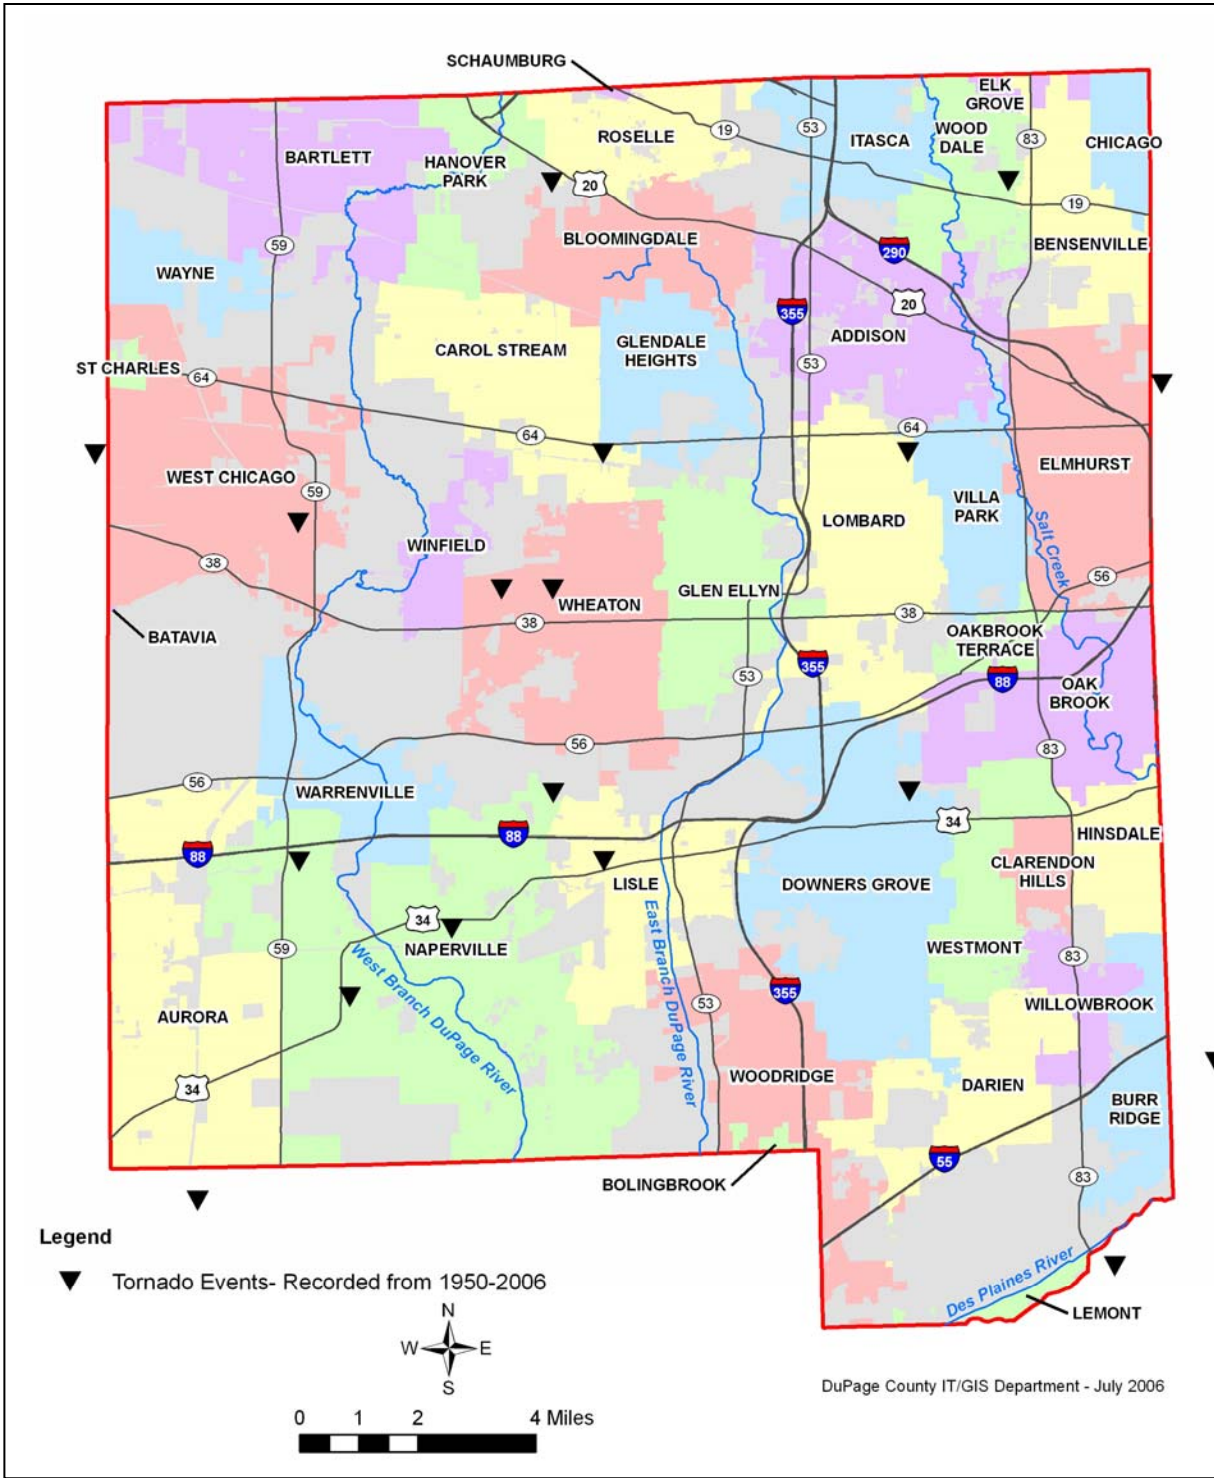 SCHAUMBURG
ELK
GROVE
ROSELLE
19
53
ITASCA
WOOD
DALE
83
CHICAGO
BARTLETT
HANOVER
PARK
20
19
59
BLOOMINGDALE
290
BENSENVILLE
WAYNE
355
20
ADDISON
CAROL STREAM
GLENDALE
HEIGHTS
53
ST CHARLES
64
64
64
WEST CHICAGO
59
ELMHURST
VILLA
PARK
LOMBARD
Salt Creek
WINFIELD
38
56
GLEN ELLYN
WHEATON
38
38
BATAVIA
OAKBROOK
TERRACE
355
53
88
OAK
BROOK
56
83
56
WARRENVILLE
34
88
88
HINSDALE
CLARENDON
HILLS
LISLE
DOWNERS GROVE
34
59
NAPERVILLE
West Branch DuPage River
East Branch DuPage River
WESTMONT
83
355
53
WILLOWBROOK
AURORA
34
WOODRIDGE
DARIEN
BURR
RIDGE
55
83
BOLINGBROOK
Legend
Tornado Events- Recorded from 1950-2006
Des Plaines River
LEMONT
N
W E
S
DuPage County IT/GIS Department - July 2006
0 1 2 4 Miles